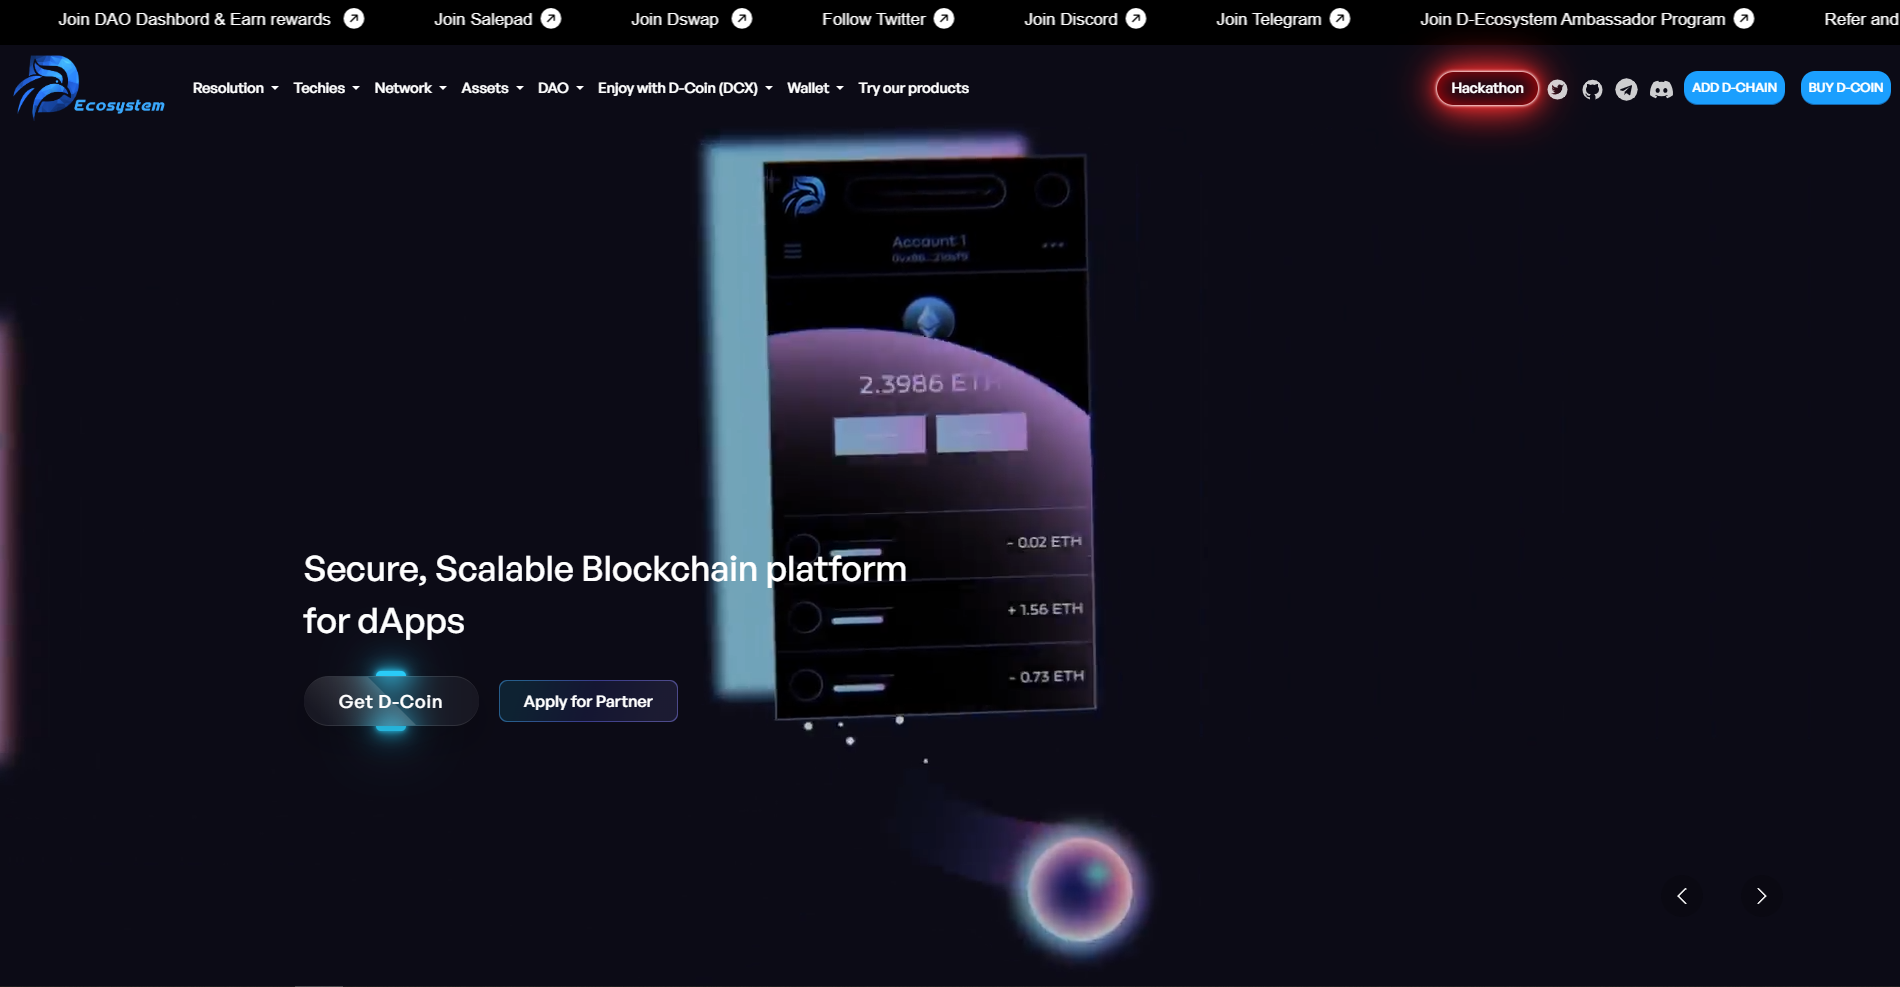 Join DAO Dashbord & Earn rewards
Join Salepad
Join Dswap
Follow Twitter
Join Discord
Join Telegram
Join D-Ecosystem Ambassador Program
Refer and
Ecosystem
Resolution
Techies
Network
Assets
DAO
Enjoy with D-Coin (DCX)
Wallet
Try our products
Hackathon
ADD D-CHAIN
BUY D-COIN
Account 1
2.3986 ETH
- 0.02 ETH
+ 1.56 ETH
- 0.73 ETH
Secure, Scalable Blockchain platform
for dApps
Get D-Coin
Apply for Partner